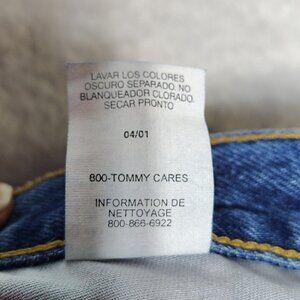 LAVAR LOS COLORES
OSCURO SEPARADO. NO
BLANQUEADOR CLORADO.
SECAR PRONTO
04/01
800-TOMMY CARES
INFORMATION DE
NETTOYAGE
800-866-6922